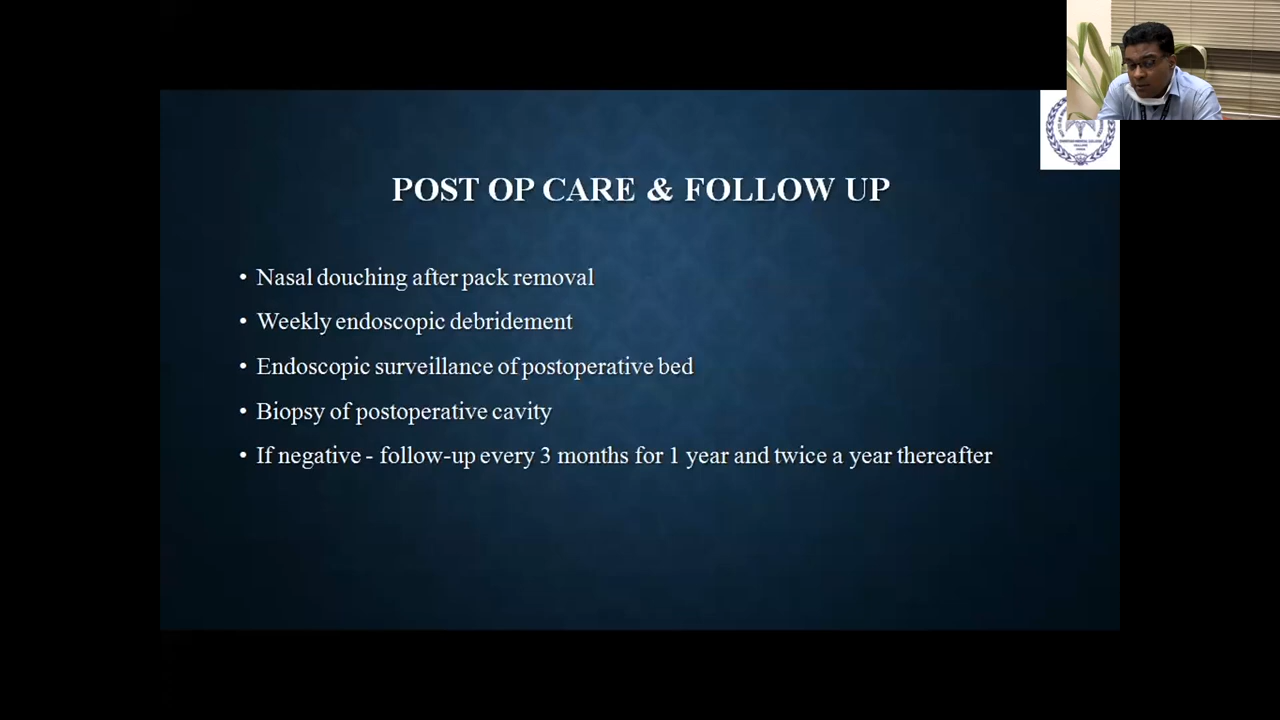 POST OP CARE & FOLLOW UP
• Nasal douching after pack removal
• Weekly endoscopic debridement
• Endoscopic surveillance of postoperative bed
• Biopsy of postoperative cavity
• If negative - follow-up every 3 months for 1 year and twice a year thereafter